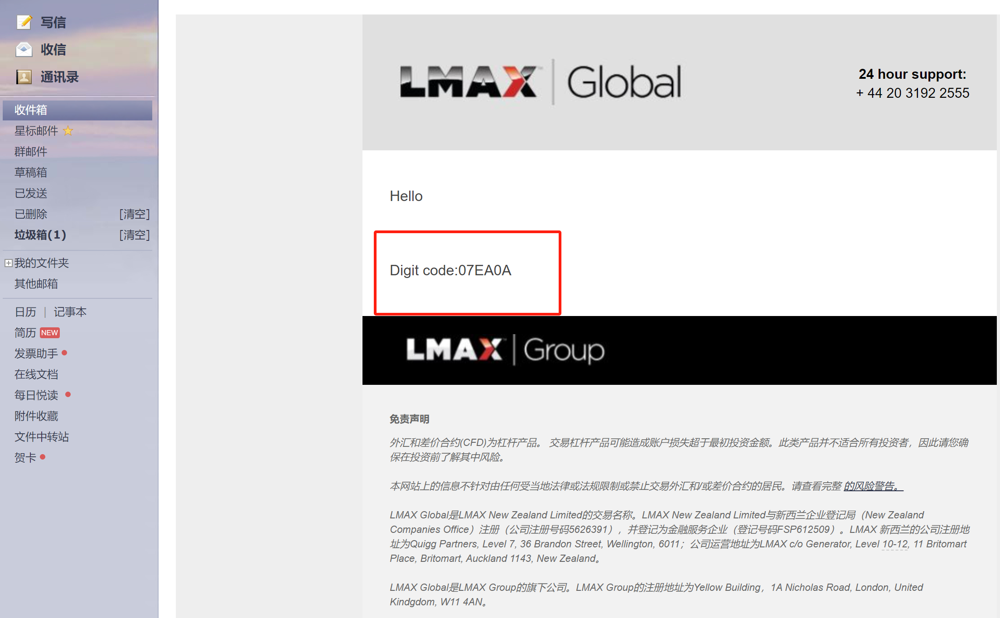 写信
收信
通讯录
收件箱
星标邮件
群邮件
草稿箱
已发送
已删除 [清空]
垃圾箱(1) [清空]
我的文件夹
其他邮箱
日历 | 记事本
简历 NEW
发票助手
在线文档
每日悦读
附件收藏
文件中转站
贺卡
LMAX™ | Global
24 hour support:
+ 44 20 3192 2555
Hello
Digit code:07EA0A
LMAX™ | Group
免责声明
外汇和差价合约(CFD)为杠杆产品。 交易杠杆产品可能造成账户损失超于最初投资金额。此类产品并不适合所有投资者，因此请您确
保在投资前了解其中风险。
本网站上的信息不针对由任何受当地法律或法规限制或禁止交易外汇和/或差价合约的居民。请查看完整 的风险警告。
LMAX Global是LMAX New Zealand Limited的交易名称。LMAX New Zealand Limited与新西兰企业登记局（New Zealand
Companies Office）注册（公司注册号码5626391），并登记为金融服务企业（登记号码FSP612509）。LMAX 新西兰的公司注册地
址为Quigg Partners, Level 7, 36 Brandon Street, Wellington, 6011；公司运营地址为LMAX c/o Generator, Level 10-12, 11 Britomart
Place, Britomart, Auckland 1143, New Zealand。
LMAX Global是LMAX Group的旗下公司。LMAX Group的注册地址为Yellow Building，1A Nicholas Road, London, United
Kindgdom, W11 4AN。